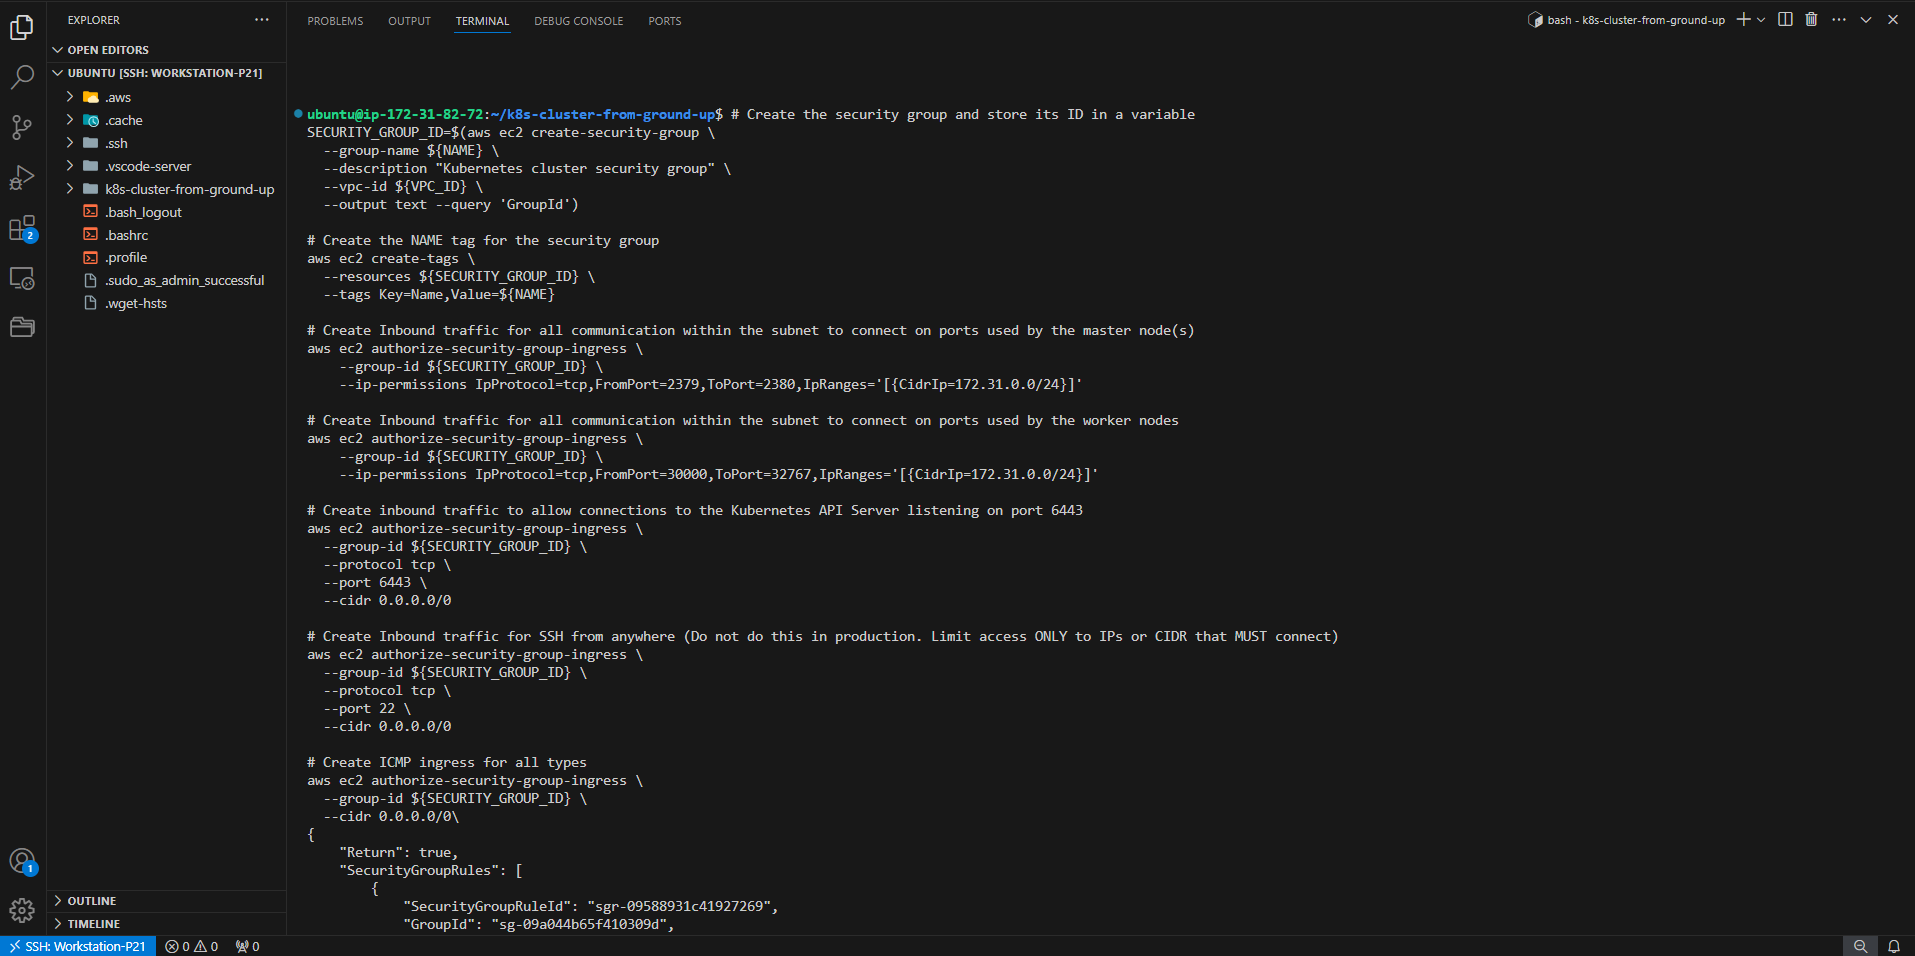 EXPLORER
OPEN EDITORS
UBUNTU [SSH: WORKSTATION-P21]
.aws
.cache
.ssh
.vscode-server
k8s-cluster-from-ground-up
.bash_logout
.bashrc
.profile
.sudo_as_admin_successful
.wget-hsts
2
1
OUTLINE
TIMELINE
PROBLEMS OUTPUT TERMINAL DEBUG CONSOLE PORTS
bash - k8s-cluster-from-ground-up
ubuntu@ip-172-31-82-72:~/k8s-cluster-from-ground-up$ # Create the security group and store its ID in a variable
SECURITY_GROUP_ID=$(aws ec2 create-security-group \
  --group-name ${NAME} \
  --description "Kubernetes cluster security group" \
  --vpc-id ${VPC_ID} \
  --output text --query 'GroupId')

# Create the NAME tag for the security group
aws ec2 create-tags \
  --resources ${SECURITY_GROUP_ID} \
  --tags Key=Name,Value=${NAME}

# Create Inbound traffic for all communication within the subnet to connect on ports used by the master node(s)
aws ec2 authorize-security-group-ingress \
    --group-id ${SECURITY_GROUP_ID} \
    --ip-permissions IpProtocol=tcp,FromPort=2379,ToPort=2380,IpRanges='[{CidrIp=172.31.0.0/24}]'

# Create Inbound traffic for all communication within the subnet to connect on ports used by the worker nodes
aws ec2 authorize-security-group-ingress \
    --group-id ${SECURITY_GROUP_ID} \
    --ip-permissions IpProtocol=tcp,FromPort=30000,ToPort=32767,IpRanges='[{CidrIp=172.31.0.0/24}]'

# Create inbound traffic to allow connections to the Kubernetes API Server listening on port 6443
aws ec2 authorize-security-group-ingress \
  --group-id ${SECURITY_GROUP_ID} \
  --protocol tcp \
  --port 6443 \
  --cidr 0.0.0.0/0

# Create Inbound traffic for SSH from anywhere (Do not do this in production. Limit access ONLY to IPs or CIDR that MUST connect)
aws ec2 authorize-security-group-ingress \
  --group-id ${SECURITY_GROUP_ID} \
  --protocol tcp \
  --port 22 \
  --cidr 0.0.0.0/0

# Create ICMP ingress for all types
aws ec2 authorize-security-group-ingress \
  --group-id ${SECURITY_GROUP_ID} \
  --cidr 0.0.0.0/0\
{
    "Return": true,
    "SecurityGroupRules": [
        {
            "SecurityGroupRuleId": "sgr-09588931c41927269",
            "GroupId": "sg-09a044b65f410309d",
SSH: Workstation-P21 0 0 0